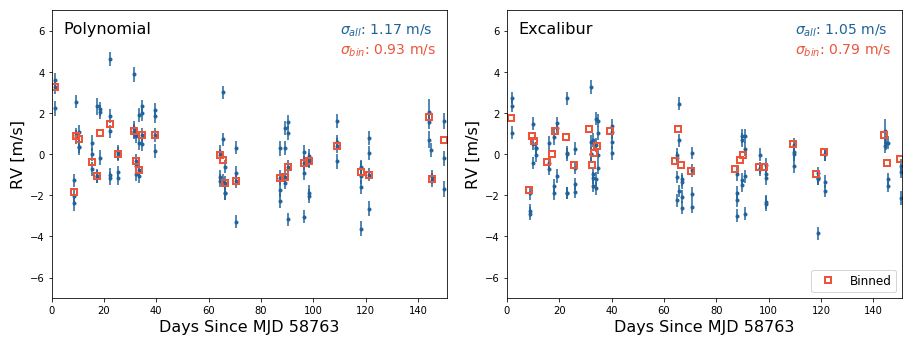 Polynomial
σall: 1.17 m/s
σbin: 0.93 m/s
RV [m/s]
6
4
2
0
−2
−4
−6
0 20 40 60 80 100 120 140
Days Since MJD 58763
Excalibur
σall: 1.05 m/s
σbin: 0.79 m/s
RV [m/s]
6
4
2
0
−2
−4
−6
Binned
0 20 40 60 80 100 120 140
Days Since MJD 58763